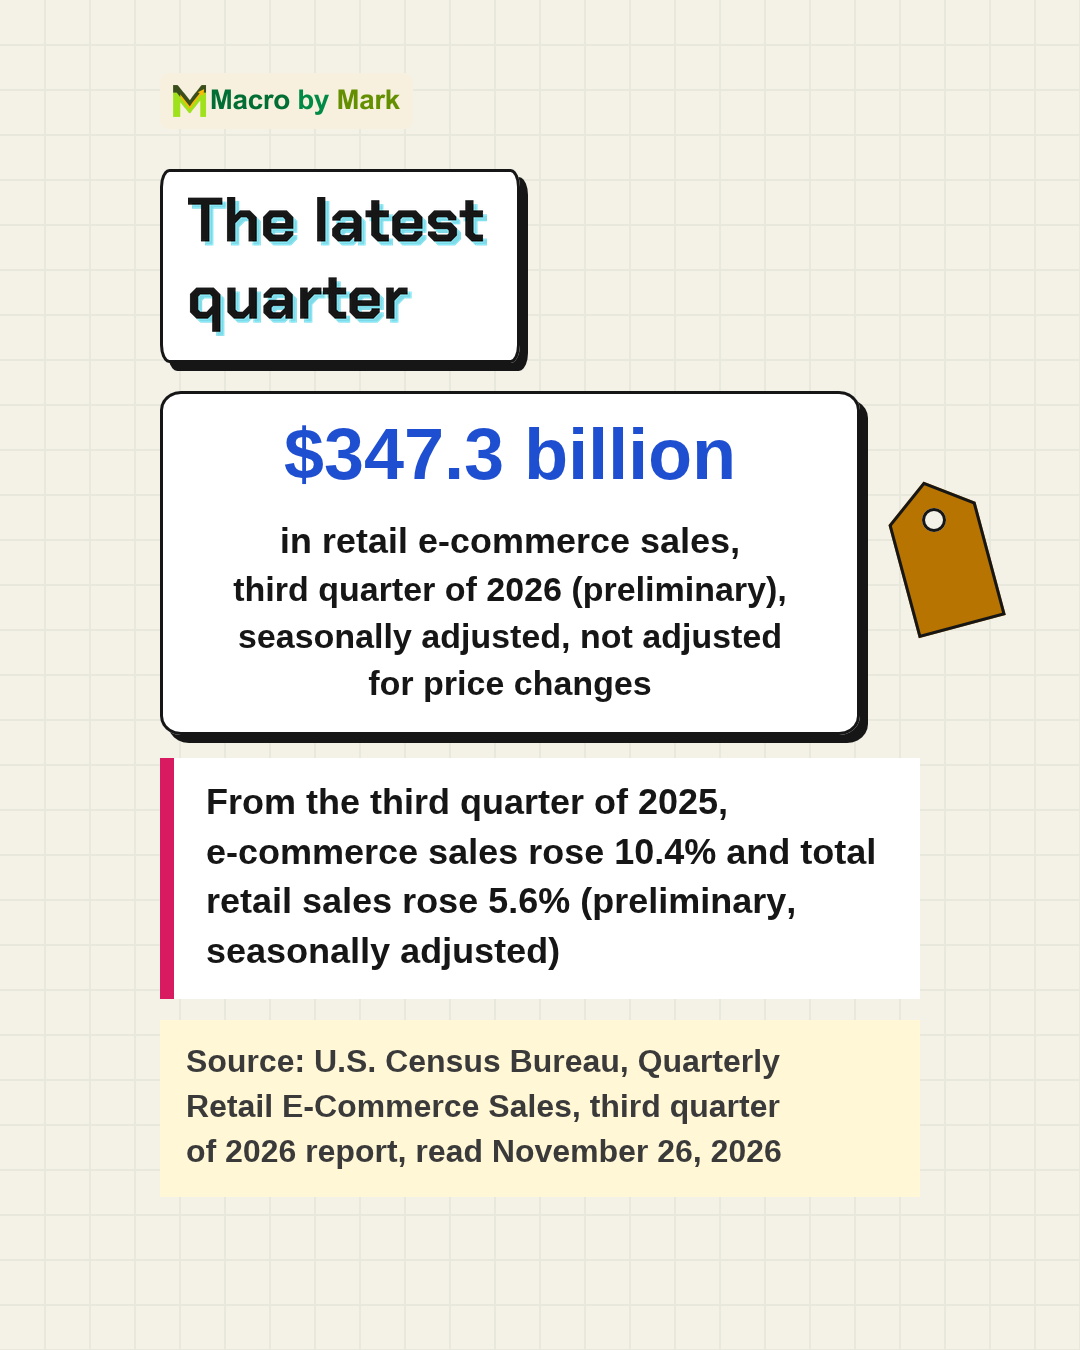 Macro by Mark
The latest
quarter
$347.3 billion
in retail e-commerce sales,
third quarter of 2026 (preliminary),
seasonally adjusted, not adjusted
for price changes
From the third quarter of 2025,
e-commerce sales rose 10.4% and total
retail sales rose 5.6% (preliminary,
seasonally adjusted)
Source: U.S. Census Bureau, Quarterly
Retail E-Commerce Sales, third quarter
of 2026 report, read November 26, 2026